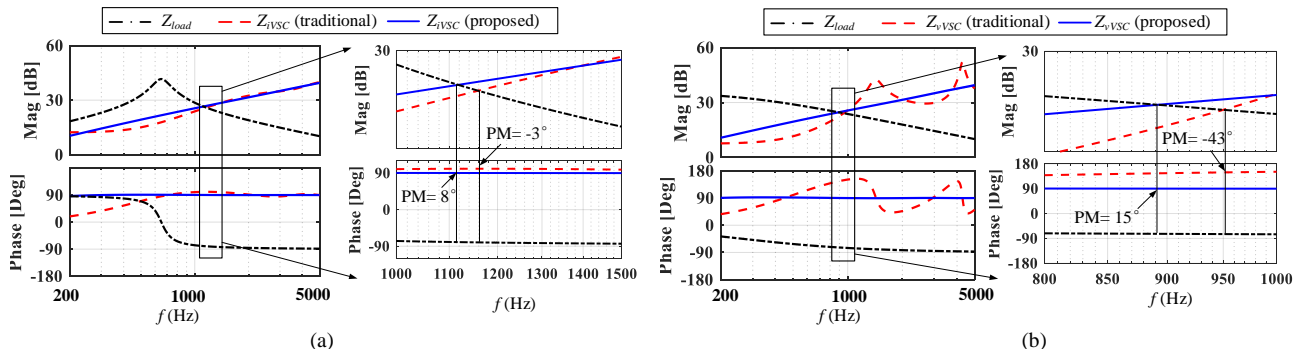 Z_load Z_iVSC (traditional) Z_iVSC (proposed)
60
30
0
Mag [dB]
180
90
0
-90
-180
Phase [Deg]
200 1000 5000
f (Hz)
30
Mag [dB]
PM= -3°
PM= 8°
90
0
-90
Phase [Deg]
1000 1100 1200 1300 1400 1500
f (Hz)
(a)
Z_load Z_vVSC (traditional) Z_vVSC (proposed)
60
30
0
Mag [dB]
180
90
0
-90
180
Phase [Deg]
200 1000 5000
f (Hz)
30
Mag [dB]
PM= -43°
PM= 15°
180
90
0
-90
-180
Phase [Deg]
800 850 900 950 1000
f (Hz)
(b)